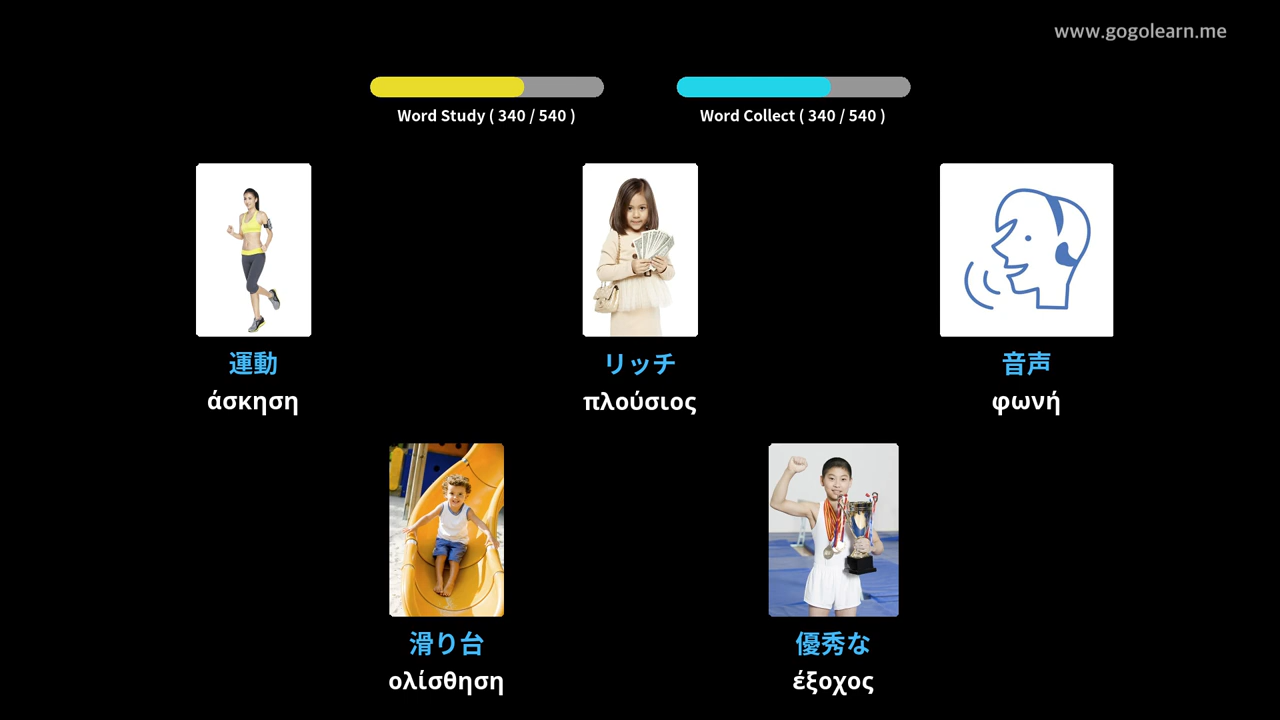 www.gogolearn.me
Word Study ( 340 / 540 )
Word Collect ( 340 / 540 )
運動
άσκηση
リッチ
πλούσιος
音声
φωνή
滑り台
ολίσθηση
優秀な
έξοχος